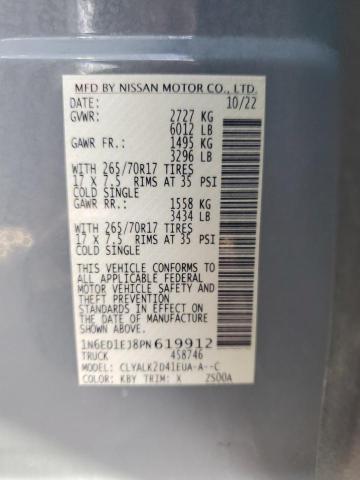 MFD BY NISSAN MOTOR CO., LTD.
DATE: 10/22
GVWR: 2727 KG
6012 LB
GAWR FR.: 1495 KG
3296 LB
WITH 265/70R17 TIRES
17 X 7.5 RIMS AT 35 PSI
COLD SINGLE
GAWR RR.: 1558 KG
3434 LB
WITH 265/70R17 TIRES
17 X 7.5 RIMS AT 35 PSI
COLD SINGLE
THIS VEHICLE CONFORMS TO
ALL APPLICABLE FEDERAL
MOTOR VEHICLE SAFETY AND
THEFT PREVENTION
STANDARDS IN EFFECT ON
THE DATE OF MANUFACTURE
SHOWN ABOVE.
1N6ED1EJ8PN619912
TRUCK 458746
MODEL: CLYALK2D41EUA-A--C
COLOR: KBY TRIM: X 2S00A